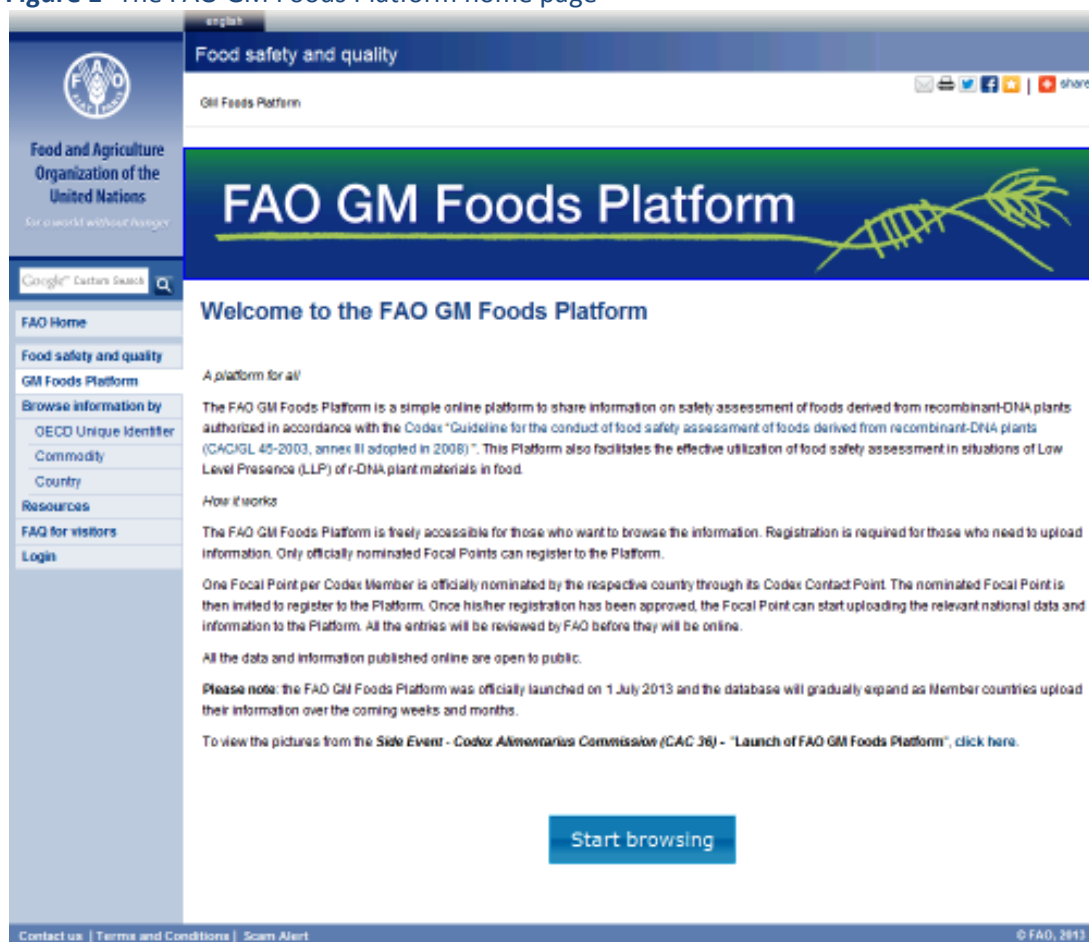 Figure 1 The FAO GM Foods Platform home page
english
Food safety and quality
GM Foods Platform
share
FAO
FIAT PANIS
Food and Agriculture
Organization of the
United Nations
for a world without hunger
FAO GM Foods Platform
Google™ Custom Search
FAO Home
Food safety and quality
GM Foods Platform
Browse information by
OECD Unique Identifier
Commodity
Country
Resources
FAQ for visitors
Login
Welcome to the FAO GM Foods Platform
A platform for all
The FAO GM Foods Platform is a simple online platform to share information on safety assessment of foods derived from recombinant-DNA plants
authorized in accordance with the Codex "Guideline for the conduct of food safety assessment of foods derived from recombinant-DNA plants
(CAC/GL 45-2003, annex III adopted in 2008) ". This Platform also facilitates the effective utilization of food safety assessment in situations of Low
Level Presence (LLP) of r-DNA plant materials in food.
How it works
The FAO GM Foods Platform is freely accessible for those who want to browse the information. Registration is required for those who need to upload
information. Only officially nominated Focal Points can register to the Platform.
One Focal Point per Codex Member is officially nominated by the respective country through its Codex Contact Point. The nominated Focal Point is
then invited to register to the Platform. Once his/her registration has been approved, the Focal Point can start uploading the relevant national data and
information to the Platform. All the entries will be reviewed by FAO before they will be online.
All the data and information published online are open to public.
Please note: the FAO GM Foods Platform was officially launched on 1 July 2013 and the database will gradually expand as Member countries upload
their information over the coming weeks and months.
To view the pictures from the Side Event - Codex Alimentarius Commission (CAC 36) - "Launch of FAO GM Foods Platform", click here.
Start browsing
Contact us | Terms and Conditions | Scam Alert
© FAO, 2013